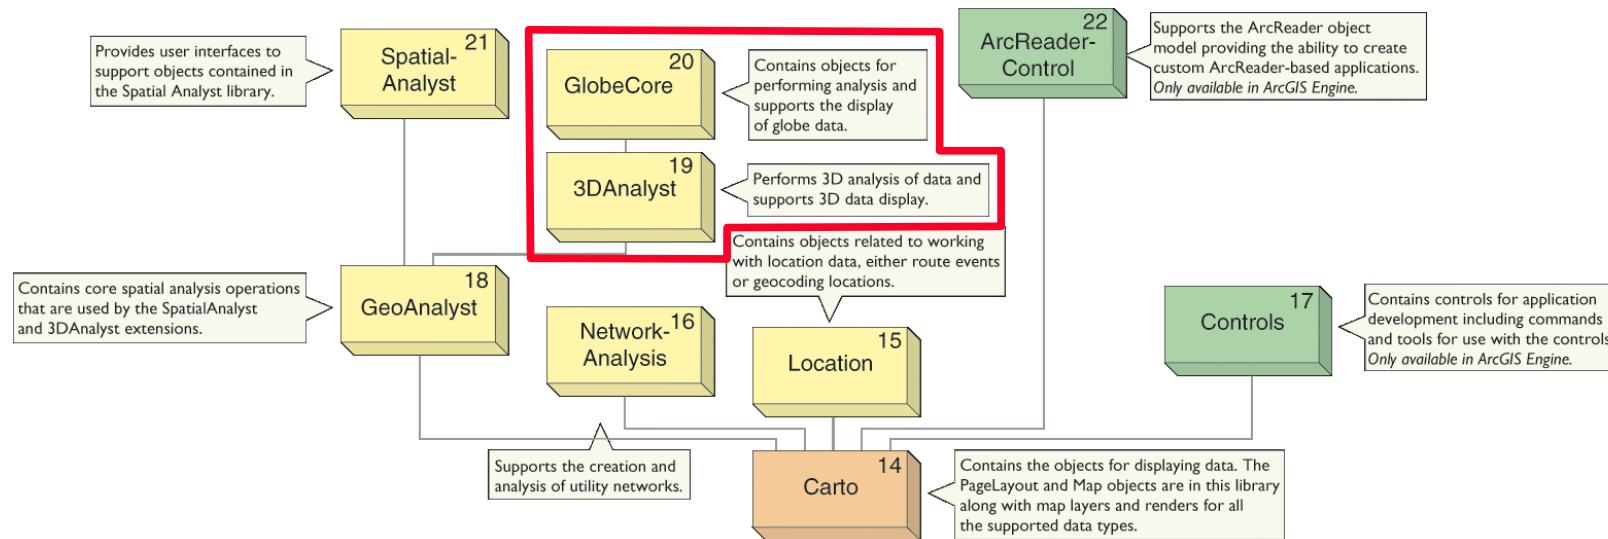 Provides user interfaces to
support objects contained in
the Spatial Analyst library.
21
Spatial-
Analyst
20
GlobeCore
Contains objects for
performing analysis and
supports the display
of globe data.
22
ArcReader-
Control
Supports the ArcReader object
model providing the ability to create
custom ArcReader-based applications.
Only available in ArcGIS Engine.
19
3DAnalyst
Performs 3D analysis of data and
supports 3D data display.
Contains objects related to working
with location data, either route events
or geocoding locations.
Contains core spatial analysis operations
that are used by the SpatialAnalyst
and 3DAnalyst extensions.
18
GeoAnalyst
16
Network-
Analysis
15
Location
17
Controls
Contains controls for application
development including commands
and tools for use with the controls
Only available in ArcGIS Engine.
Supports the creation and
analysis of utility networks.
14
Carto
Contains the objects for displaying data. The
PageLayout and Map objects are in this library
along with map layers and renders for all
the supported data types.